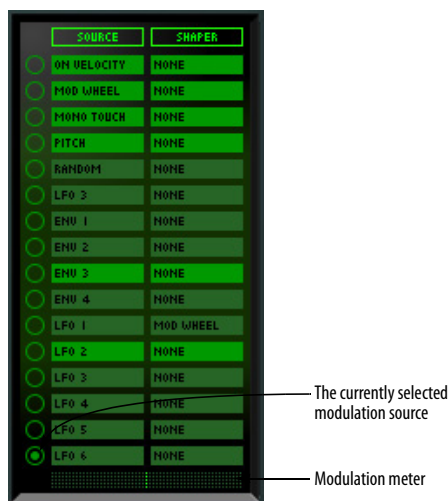 SOURCE SHAPER
ON VELOCITY NONE
MOD WHEEL NONE
MONO TOUCH NONE
PITCH NONE
RANDOM NONE
LFO 3 NONE
ENV 1 NONE
ENV 2 NONE
ENV 3 NONE
ENV 4 NONE
LFO 1 MOD WHEEL
LFO 2 NONE
LFO 3 NONE
LFO 4 NONE
LFO 5 NONE
LFO 6 NONE
The currently selected
modulation source
Modulation meter